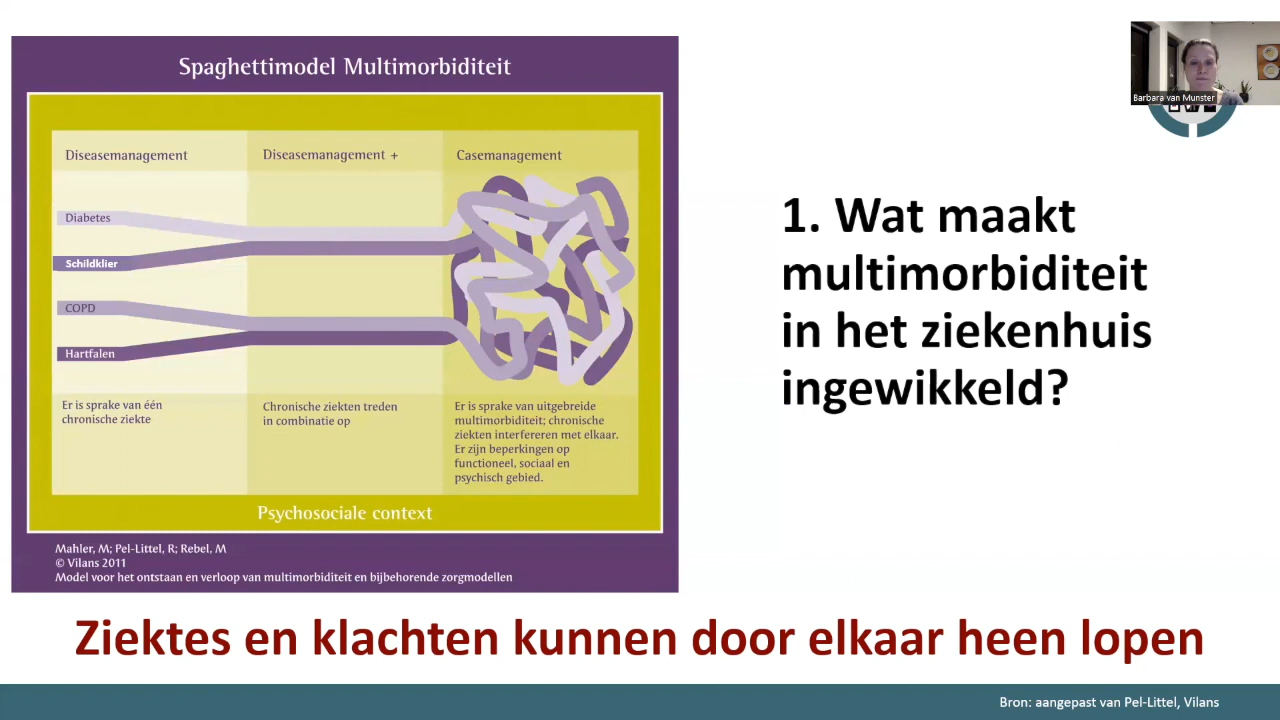 Spaghettimodel Multimorbiditeit
Diseasemanagement
Diseasemanagement +
Casemanagement
Diabetes
Schildklier
COPD
Hartfalen
Er is sprake van één
chronische ziekte
Chronische ziekten treden
in combinatie op
Er is sprake van uitgebreide
multimorbiditeit; chronische
ziekten interfereren met elkaar.
Er zijn beperkingen op
functioneel, sociaal en
psychisch gebied.
Psychosociale context
Mahler, M; Pel-Littel, R; Rebel, M
© Vilans 2011
Model voor het ontstaan en verloop van multimorbiditeit en bijbehorende zorgmodellen
Barbara van Munster
1. Wat maakt
multimorbiditeit
in het ziekenhuis
ingewikkeld?
Ziektes en klachten kunnen door elkaar heen lopen
Bron: aangepast van Pel-Littel, Vilans